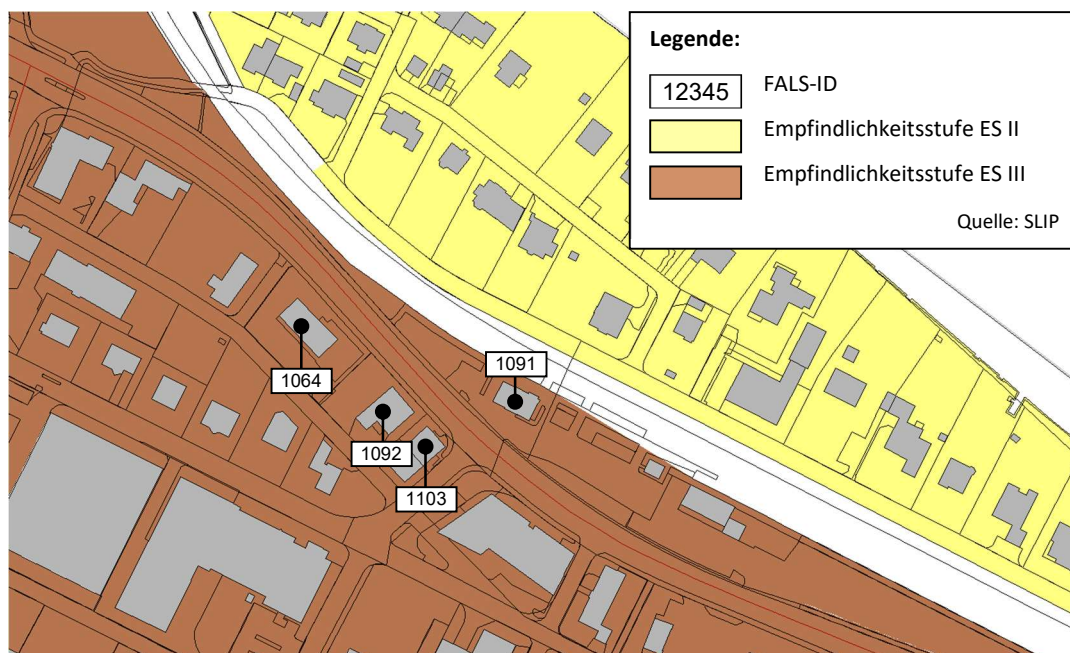 Legende:
12345 FALS-ID
Empfindlichkeitsstufe ES II
Empfindlichkeitsstufe ES III
Quelle: SLIP
1091
1064
1092
1103